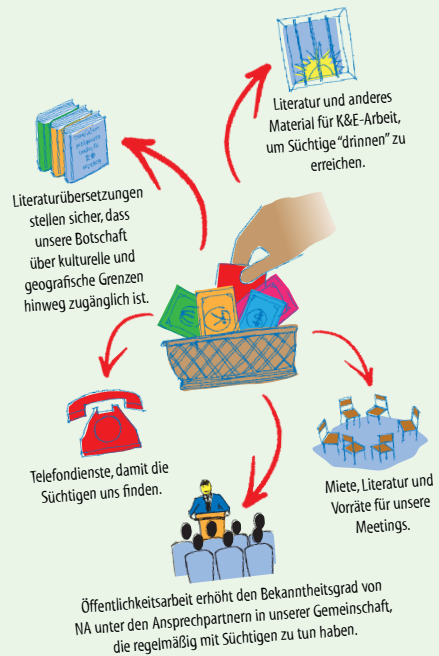 Literatur und anderes
Material für K&E-Arbeit,
um Süchtige "drinnen" zu
erreichen.
Literaturübersetzungen
stellen sicher, dass
unsere Botschaft
über kulturelle und
geografische Grenzen
hinweg zugänglich ist.
Telefondienste, damit die
Süchtigen uns finden.
Miete, Literatur und
Vorräte für unsere
Meetings.
Öffentlichkeitsarbeit erhöht den Bekanntheitsgrad von
NA unter den Ansprechpartnern in unserer Gemeinschaft,
die regelmäßig mit Süchtigen zu tun haben.